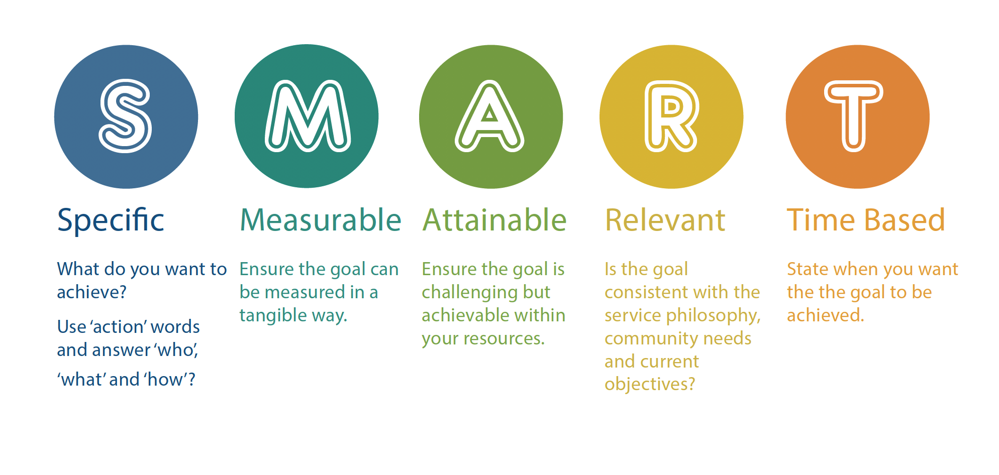 S
M
A
R
T
Specific
Measurable
Attainable
Relevant
Time Based
What do you want to
achieve?
Use ‘action’ words
and answer ‘who’,
‘what’ and ‘how’?
Ensure the goal can
be measured in a
tangible way.
Ensure the goal is
challenging but
achievable within
your resources.
Is the goal
consistent with the
service philosophy,
community needs
and current
objectives?
State when you want
the the goal to be
achieved.